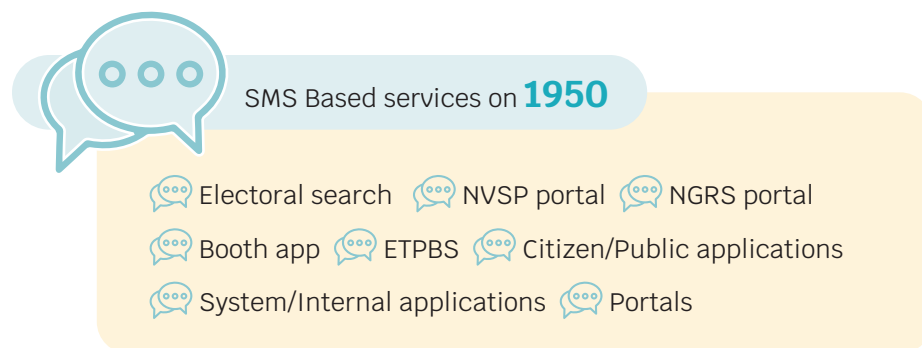 SMS Based services on 1950
Electoral search NVSP portal NGRS portal
Booth app ETPBS Citizen/Public applications
System/Internal applications Portals